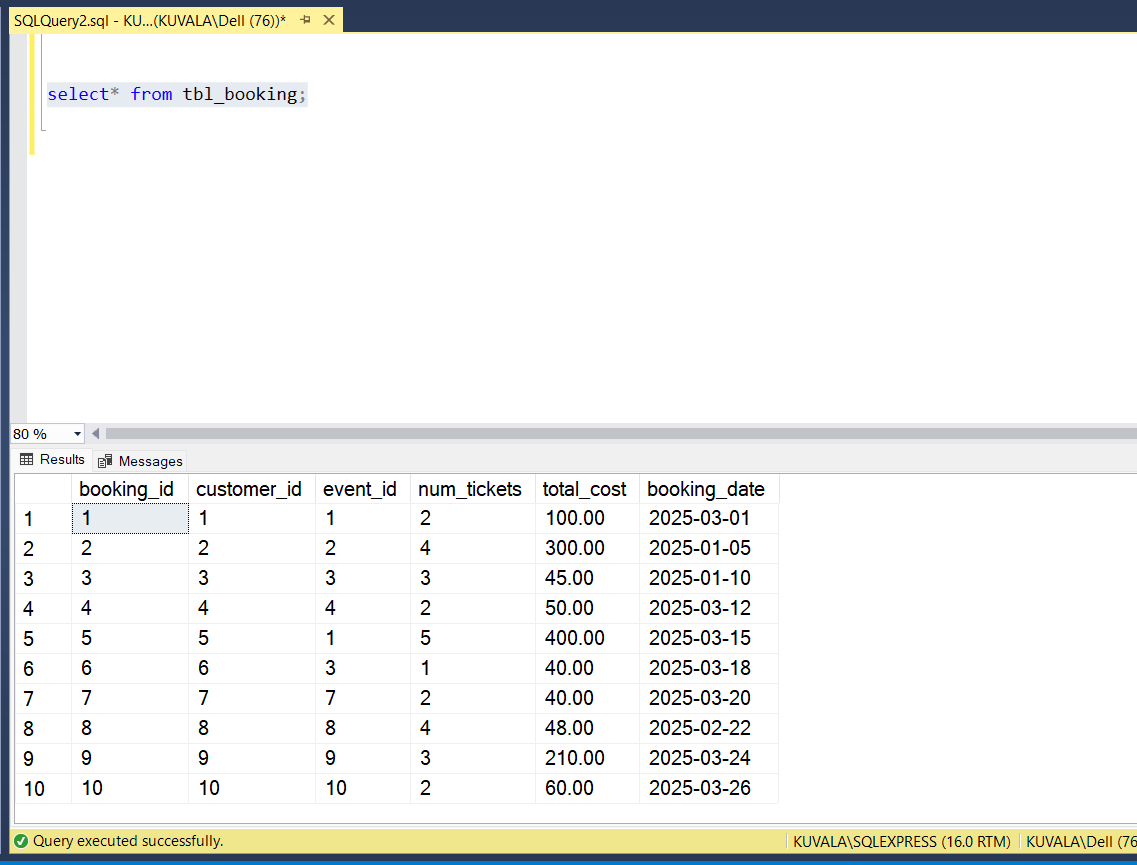 SQLQuery2.sql - KU...(KUVALA\Dell (76))*
select* from tbl_booking;
80 %
Results Messages
booking_id customer_id event_id num_tickets total_cost booking_date
1 1 1 1 2 100.00 2025-03-01
2 2 2 2 4 300.00 2025-01-05
3 3 3 3 3 45.00 2025-01-10
4 4 4 4 2 50.00 2025-03-12
5 5 5 1 5 400.00 2025-03-15
6 6 6 3 1 40.00 2025-03-18
7 7 7 7 2 40.00 2025-03-20
8 8 8 8 4 48.00 2025-02-22
9 9 9 9 3 210.00 2025-03-24
10 10 10 10 2 60.00 2025-03-26
Query executed successfully. KUVALA\SQLEXPRESS (16.0 RTM) KUVALA\Dell (76